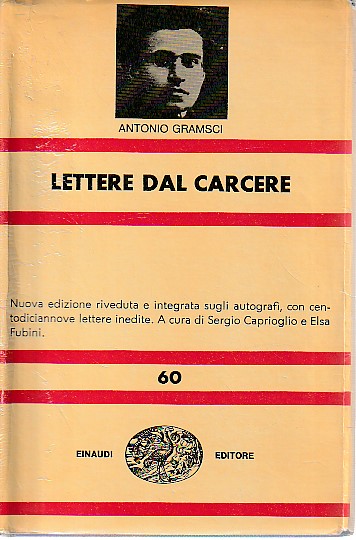 ANTONIO GRAMSCI
LETTERE DAL CARCERE
Nuova edizione riveduta e integrata sugli autografi, con cen-
todiciannove lettere inedite. A cura di Sergio Caprioglio e Elsa
Fubini.
60
EINAUDI EDITORE